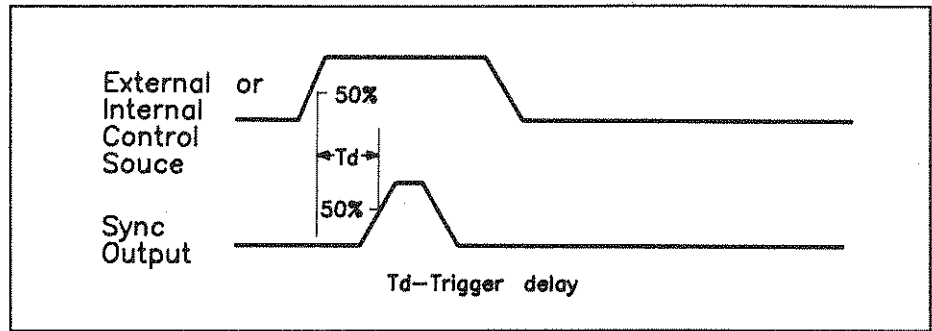 External or
Internal
Control
Souce
50%
Td
50%
Sync
Output
Td-Trigger delay